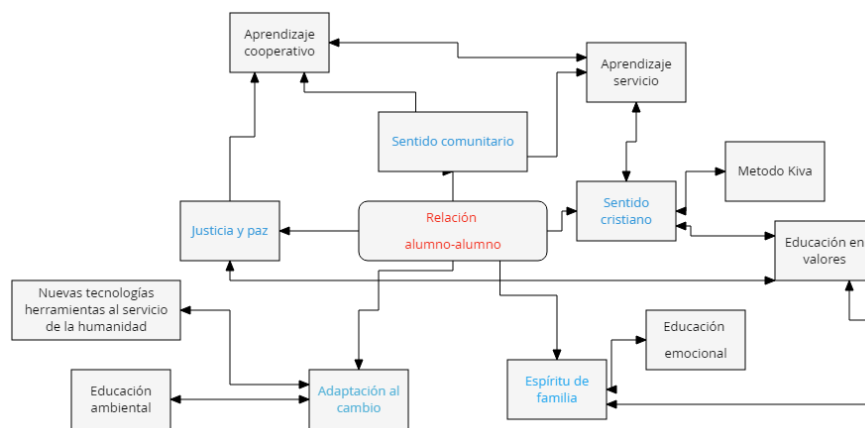 Aprendizaje
cooperativo
Aprendizaje
servicio
Sentido comunitario
Metodo Kiva
Sentido
cristiano
Relación
alumno-alumno
Justicia y paz
Educación en
valores
Nuevas tecnologías
herramientas al servicio
de la humanidad
Educación
emocional
Educación
ambiental
Adaptación al
cambio
Espíritu de
familia